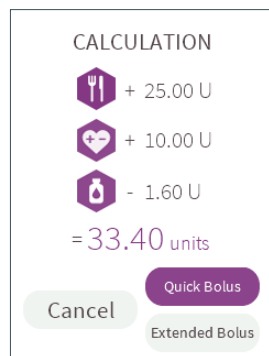 CALCULATION
+ 25.00 U
+ 10.00 U
- 1.60 U
= 33.40 units
Quick Bolus
Cancel
Extended Bolus